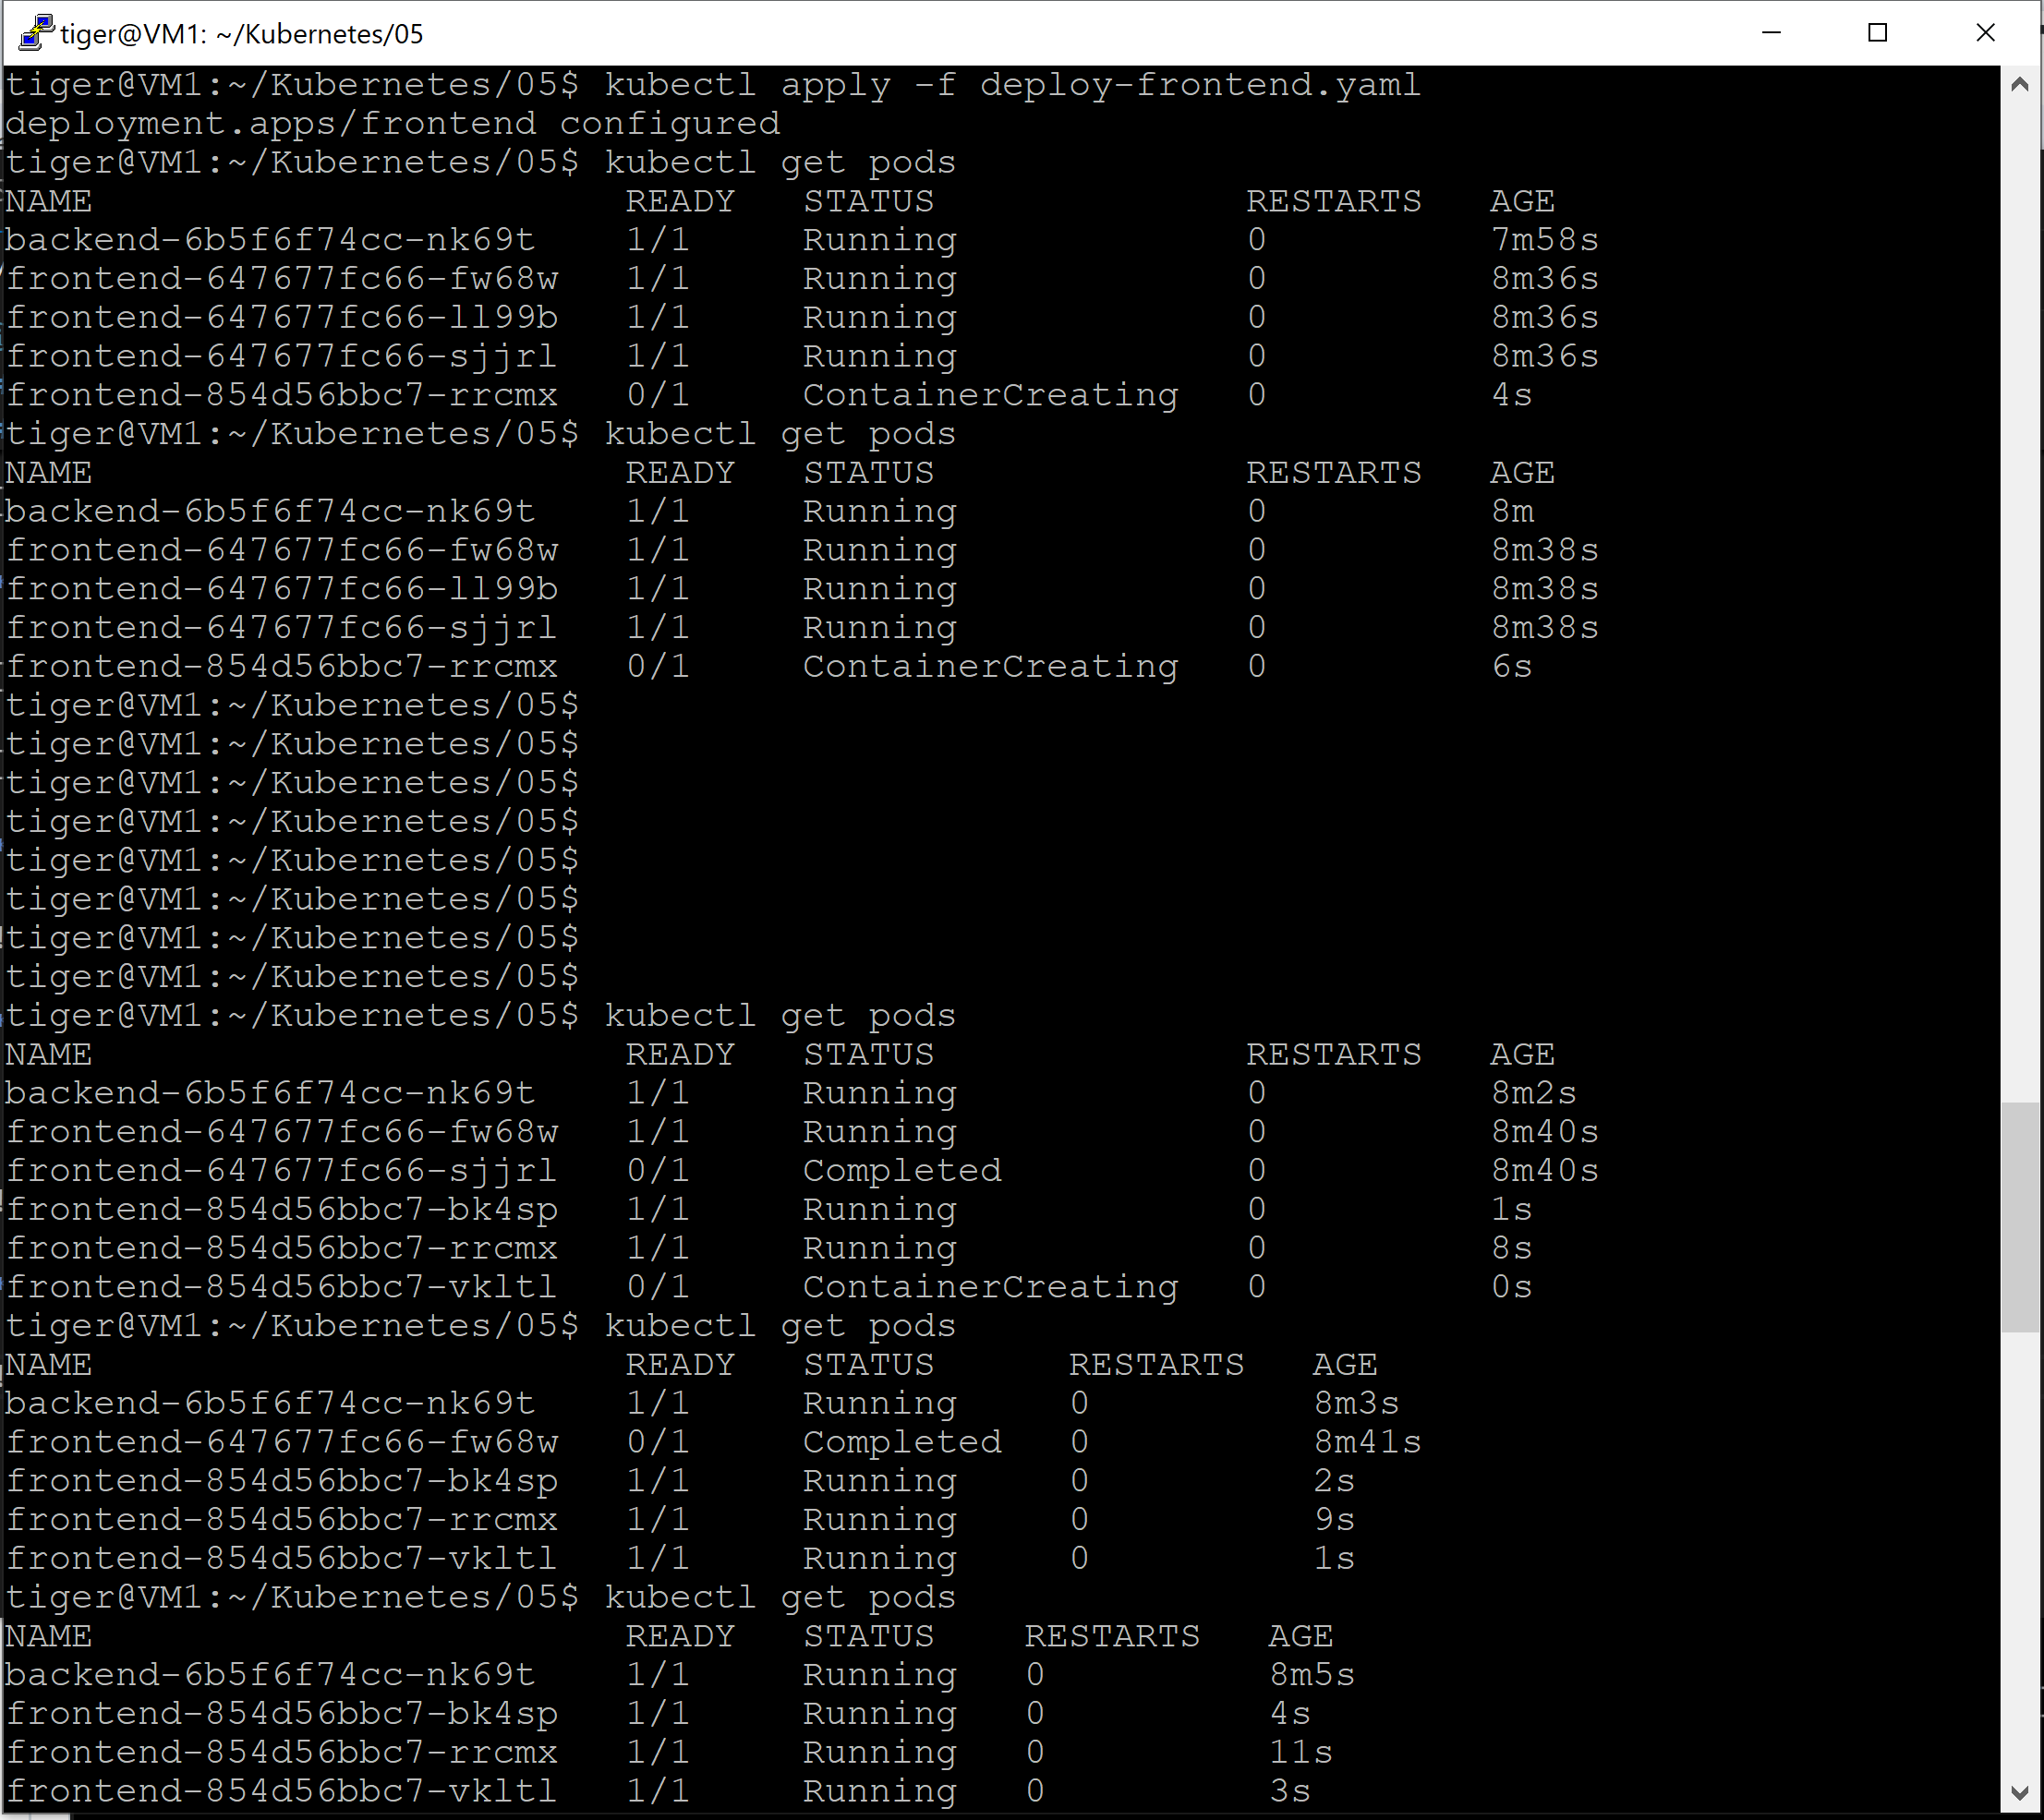 tiger@VM1: ~/Kubernetes/05
tiger@VM1:~/Kubernetes/05$ kubectl apply -f deploy-frontend.yaml
deployment.apps/frontend configured
tiger@VM1:~/Kubernetes/05$ kubectl get pods
NAME READY STATUS RESTARTS AGE
backend-6b5f6f74cc-nk69t 1/1 Running 0 7m58s
frontend-647677fc66-fw68w 1/1 Running 0 8m36s
frontend-647677fc66-ll99b 1/1 Running 0 8m36s
frontend-647677fc66-sjjrl 1/1 Running 0 8m36s
frontend-854d56bbc7-rrcmx 0/1 ContainerCreating 0 4s
tiger@VM1:~/Kubernetes/05$ kubectl get pods
NAME READY STATUS RESTARTS AGE
backend-6b5f6f74cc-nk69t 1/1 Running 0 8m
frontend-647677fc66-fw68w 1/1 Running 0 8m38s
frontend-647677fc66-ll99b 1/1 Running 0 8m38s
frontend-647677fc66-sjjrl 1/1 Running 0 8m38s
frontend-854d56bbc7-rrcmx 0/1 ContainerCreating 0 6s
tiger@VM1:~/Kubernetes/05$
tiger@VM1:~/Kubernetes/05$
tiger@VM1:~/Kubernetes/05$
tiger@VM1:~/Kubernetes/05$
tiger@VM1:~/Kubernetes/05$
tiger@VM1:~/Kubernetes/05$
tiger@VM1:~/Kubernetes/05$
tiger@VM1:~/Kubernetes/05$
tiger@VM1:~/Kubernetes/05$ kubectl get pods
NAME READY STATUS RESTARTS AGE
backend-6b5f6f74cc-nk69t 1/1 Running 0 8m2s
frontend-647677fc66-fw68w 1/1 Running 0 8m40s
frontend-647677fc66-sjjrl 0/1 Completed 0 8m40s
frontend-854d56bbc7-bk4sp 1/1 Running 0 1s
frontend-854d56bbc7-rrcmx 1/1 Running 0 8s
frontend-854d56bbc7-vkltl 0/1 ContainerCreating 0 0s
tiger@VM1:~/Kubernetes/05$ kubectl get pods
NAME READY STATUS RESTARTS AGE
backend-6b5f6f74cc-nk69t 1/1 Running 0 8m3s
frontend-647677fc66-fw68w 0/1 Completed 0 8m41s
frontend-854d56bbc7-bk4sp 1/1 Running 0 2s
frontend-854d56bbc7-rrcmx 1/1 Running 0 9s
frontend-854d56bbc7-vkltl 1/1 Running 0 1s
tiger@VM1:~/Kubernetes/05$ kubectl get pods
NAME READY STATUS RESTARTS AGE
backend-6b5f6f74cc-nk69t 1/1 Running 0 8m5s
frontend-854d56bbc7-bk4sp 1/1 Running 0 4s
frontend-854d56bbc7-rrcmx 1/1 Running 0 11s
frontend-854d56bbc7-vkltl 1/1 Running 0 3s